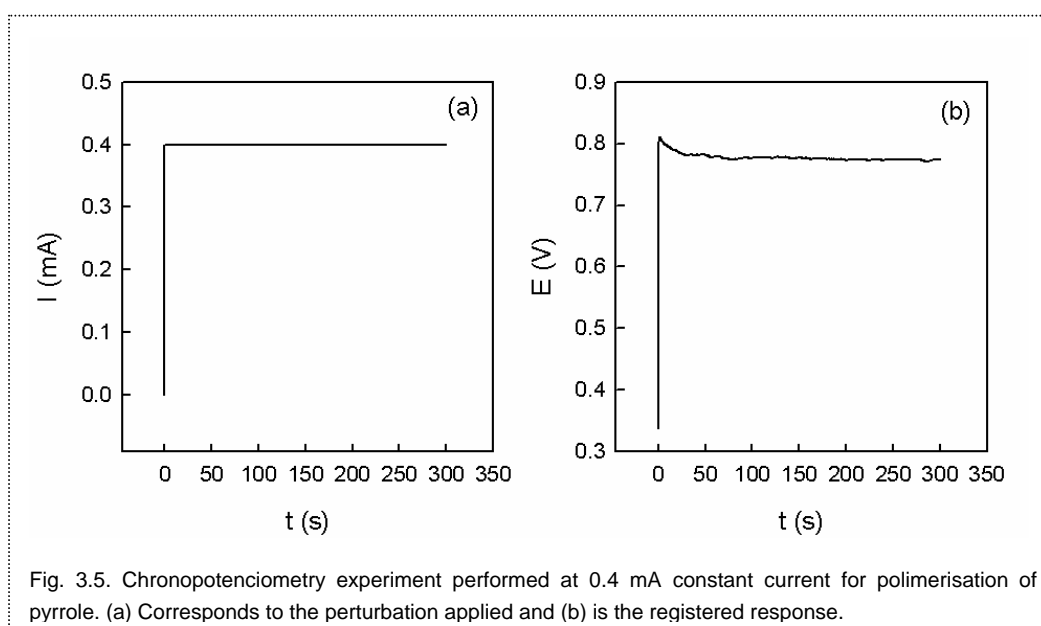 0.5
0.4
0.3
0.2
0.1
0.0
I (mA)
(a)
0 50 100 150 200 250 300 350
t (s)
0.9
0.8
0.7
0.6
0.5
0.4
0.3
E (V)
(b)
0 50 100 150 200 250 300 350
t (s)
Fig. 3.5. Chronopotenciometry experiment performed at 0.4 mA constant current for polimerisation of
pyrrole. (a) Corresponds to the perturbation applied and (b) is the registered response.